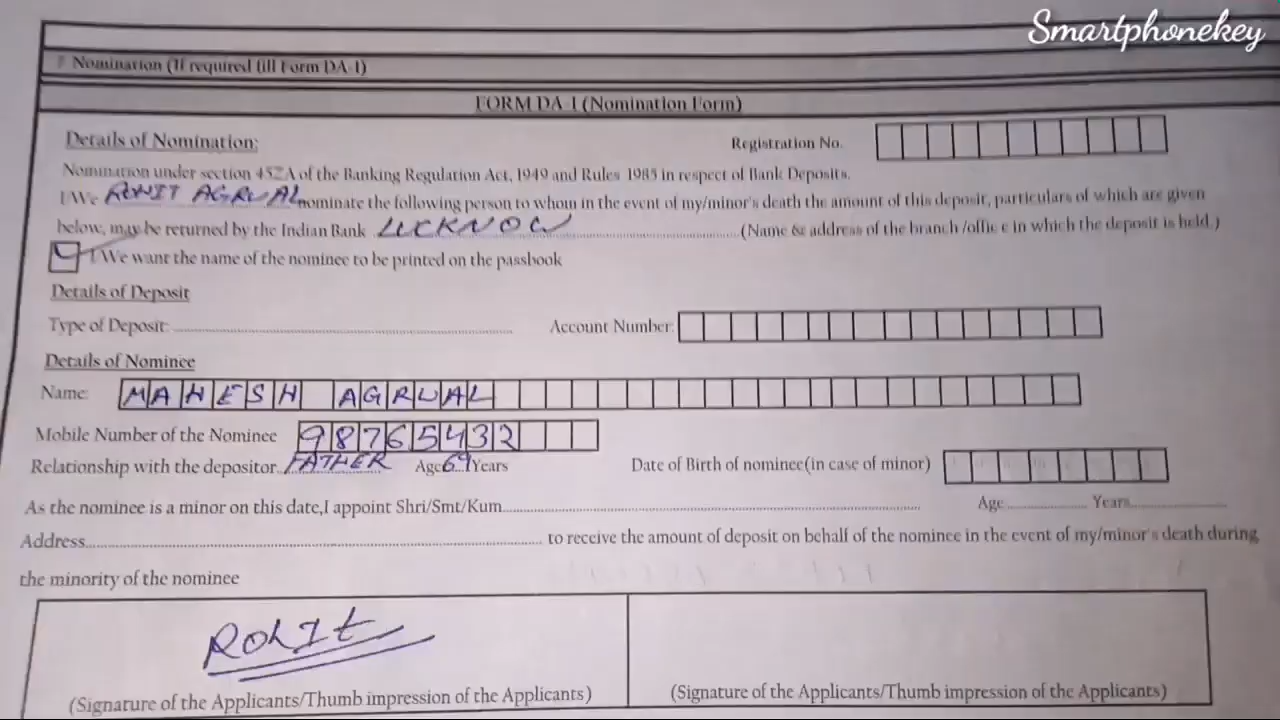 Smartphonekey
Nomination (If required fill Form DA-1)
FORM DA-1 (Nomination Form)
Details of Nomination: Registration No.
Nomination under section 45ZA of the Banking Regulation Act, 1949 and Rules 1985 in respect of Bank Deposits.
I/We ROHIT AGRWAL nominate the following person to whom in the event of my/minor's death the amount of this deposit, particulars of which are given
below, may be returned by the Indian Bank LUCKNOW (Name & address of the branch /office in which the deposit is held.)
I/We want the name of the nominee to be printed on the passbook
Details of Deposit
Type of Deposit: Account Number:
Details of Nominee
Name: MAHESH AGRWAL
Mobile Number of the Nominee 98765432
Relationship with the depositor FATHER Age 69 Years Date of Birth of nominee(in case of minor)
As the nominee is a minor on this date,I appoint Shri/Smt/Kum Age Years
Address to receive the amount of deposit on behalf of the nominee in the event of my/minor's death during
the minority of the nominee
ROhIt
(Signature of the Applicants/Thumb impression of the Applicants) (Signature of the Applicants/Thumb impression of the Applicants)